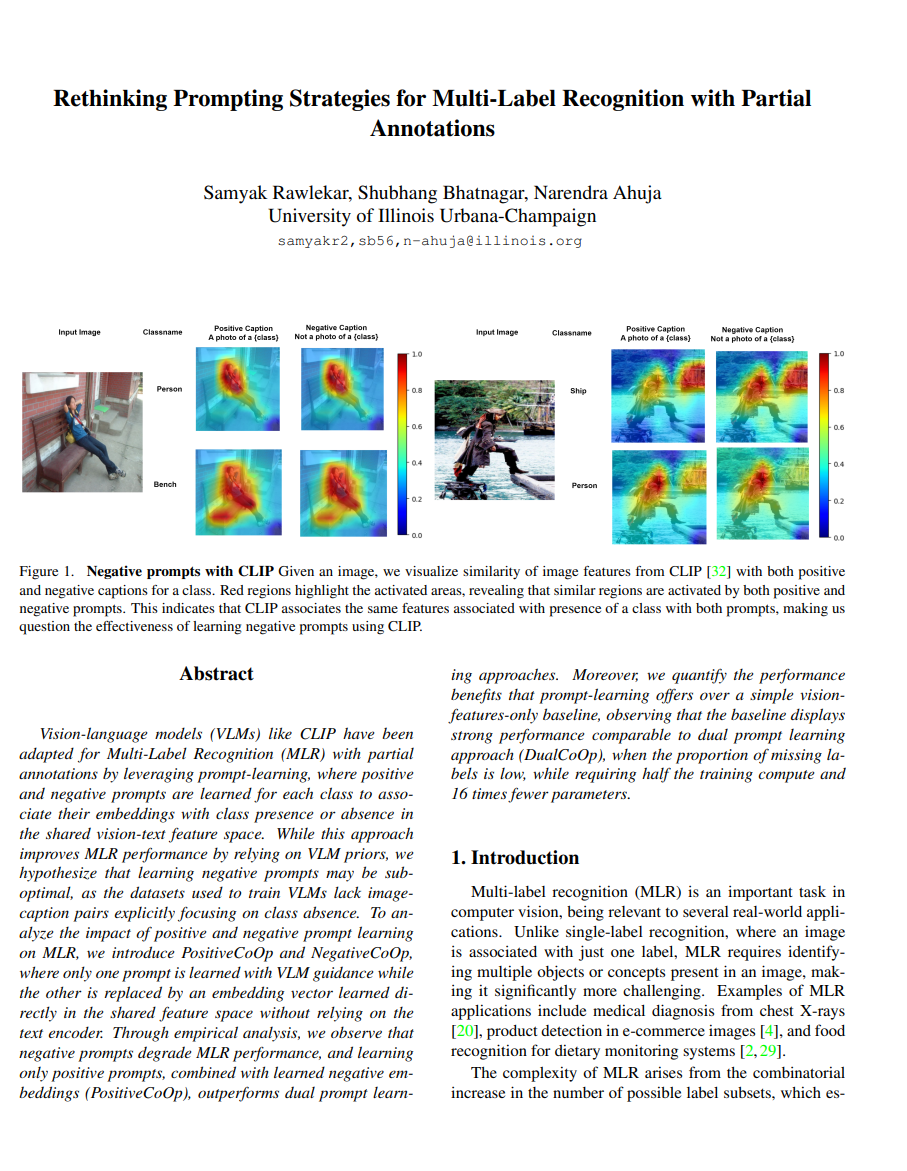 Rethinking Prompting Strategies for Multi-Label Recognition with Partial
Annotations
Samyak Rawlekar, Shubhang Bhatnagar, Narendra Ahuja
University of Illinois Urbana-Champaign
samyakr2,sb56,n-ahuja@illinois.org
Input Image
Classname
Positive Caption
A photo of a {class}
Negative Caption
Not a photo of a {class}
Person
Bench
1.0
0.8
0.6
0.4
0.2
0.0
Input Image
Classname
Positive Caption
A photo of a {class}
Negative Caption
Not a photo of a {class}
Ship
Person
1.0
0.8
0.6
0.4
0.2
0.0
Figure 1. Negative prompts with CLIP Given an image, we visualize similarity of image features from CLIP [32] with both positive
and negative captions for a class. Red regions highlight the activated areas, revealing that similar regions are activated by both positive and
negative prompts. This indicates that CLIP associates the same features associated with presence of a class with both prompts, making us
question the effectiveness of learning negative prompts using CLIP.
Abstract
Vision-language models (VLMs) like CLIP have been
adapted for Multi-Label Recognition (MLR) with partial
annotations by leveraging prompt-learning, where positive
and negative prompts are learned for each class to asso-
ciate their embeddings with class presence or absence in
the shared vision-text feature space. While this approach
improves MLR performance by relying on VLM priors, we
hypothesize that learning negative prompts may be sub-
optimal, as the datasets used to train VLMs lack image-
caption pairs explicitly focusing on class absence. To an-
alyze the impact of positive and negative prompt learning
on MLR, we introduce PositiveCoOp and NegativeCoOp,
where only one prompt is learned with VLM guidance while
the other is replaced by an embedding vector learned di-
rectly in the shared feature space without relying on the
text encoder. Through empirical analysis, we observe that
negative prompts degrade MLR performance, and learning
only positive prompts, combined with learned negative em-
beddings (PositiveCoOp), outperforms dual prompt learn-
ing approaches. Moreover, we quantify the performance
benefits that prompt-learning offers over a simple vision-
features-only baseline, observing that the baseline displays
strong performance comparable to dual prompt learning
approach (DualCoOp), when the proportion of missing la-
bels is low, while requiring half the training compute and
16 times fewer parameters.
1. Introduction
Multi-label recognition (MLR) is an important task in
computer vision, being relevant to several real-world appli-
cations. Unlike single-label recognition, where an image
is associated with just one label, MLR requires identify-
ing multiple objects or concepts present in an image, mak-
ing it significantly more challenging. Examples of MLR
applications include medical diagnosis from chest X-rays
[20], product detection in e-commerce images [4], and food
recognition for dietary monitoring systems [2, 29].
The complexity of MLR arises from the combinatorial
increase in the number of possible label subsets, which es-